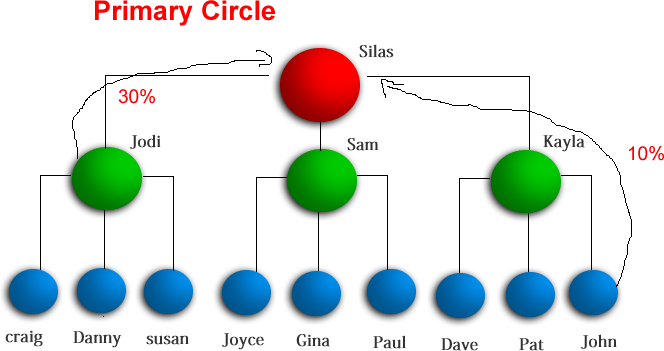 Primary Circle
Silas
30%
Jodi
Sam
Kayla
10%
craig
Danny
susan
Joyce
Gina
Paul
Dave
Pat
John